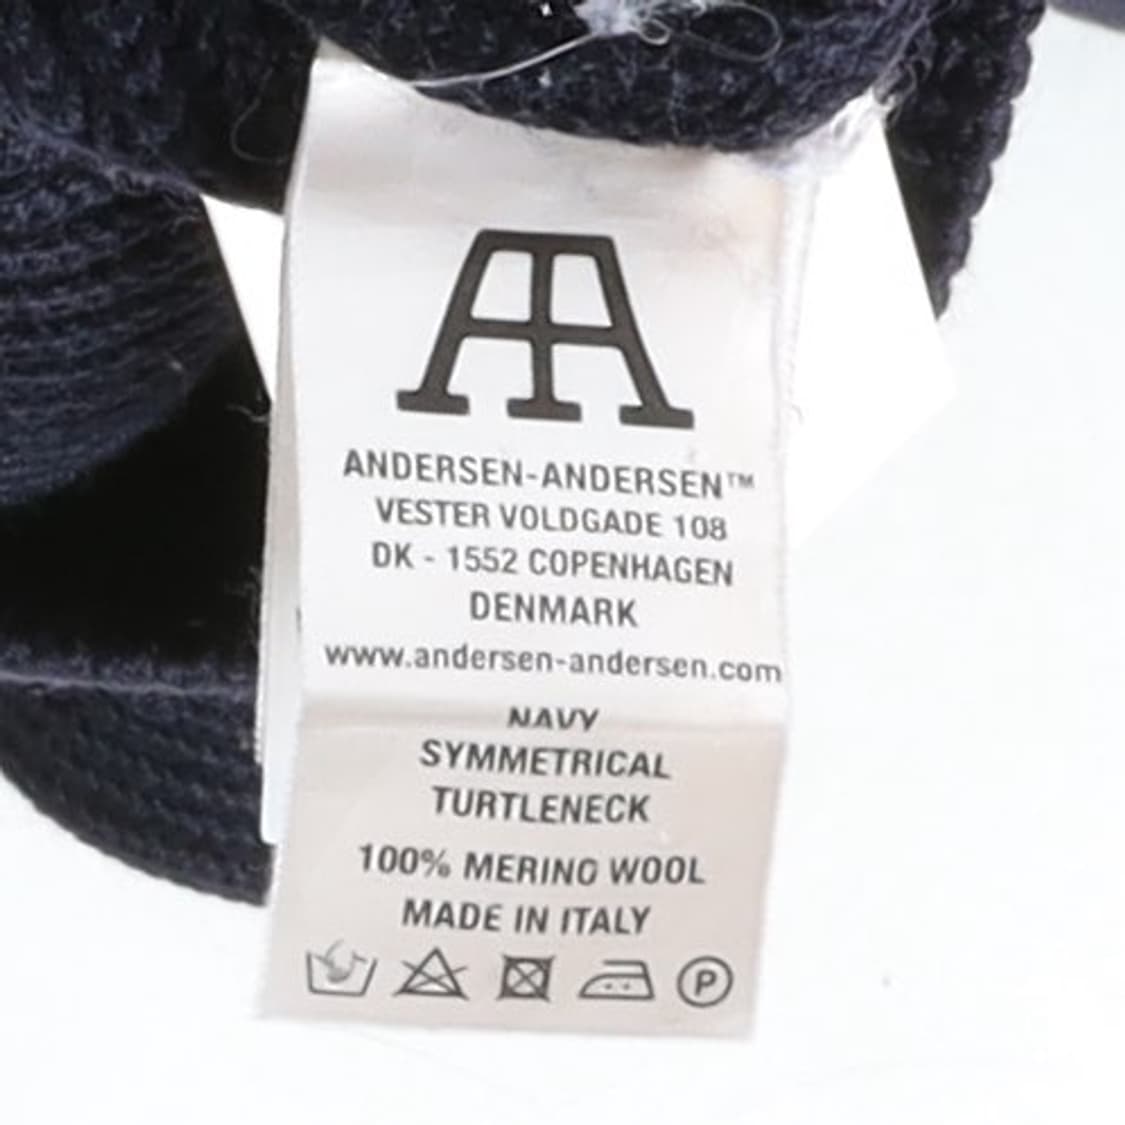 ANDERSEN-ANDERSEN™
VESTER VOLDGADE 108
DK - 1552 COPENHAGEN
DENMARK
www.andersen-andersen.com
NAVY
SYMMETRICAL
TURTLENECK
100% MERINO WOOL
MADE IN ITALY
P